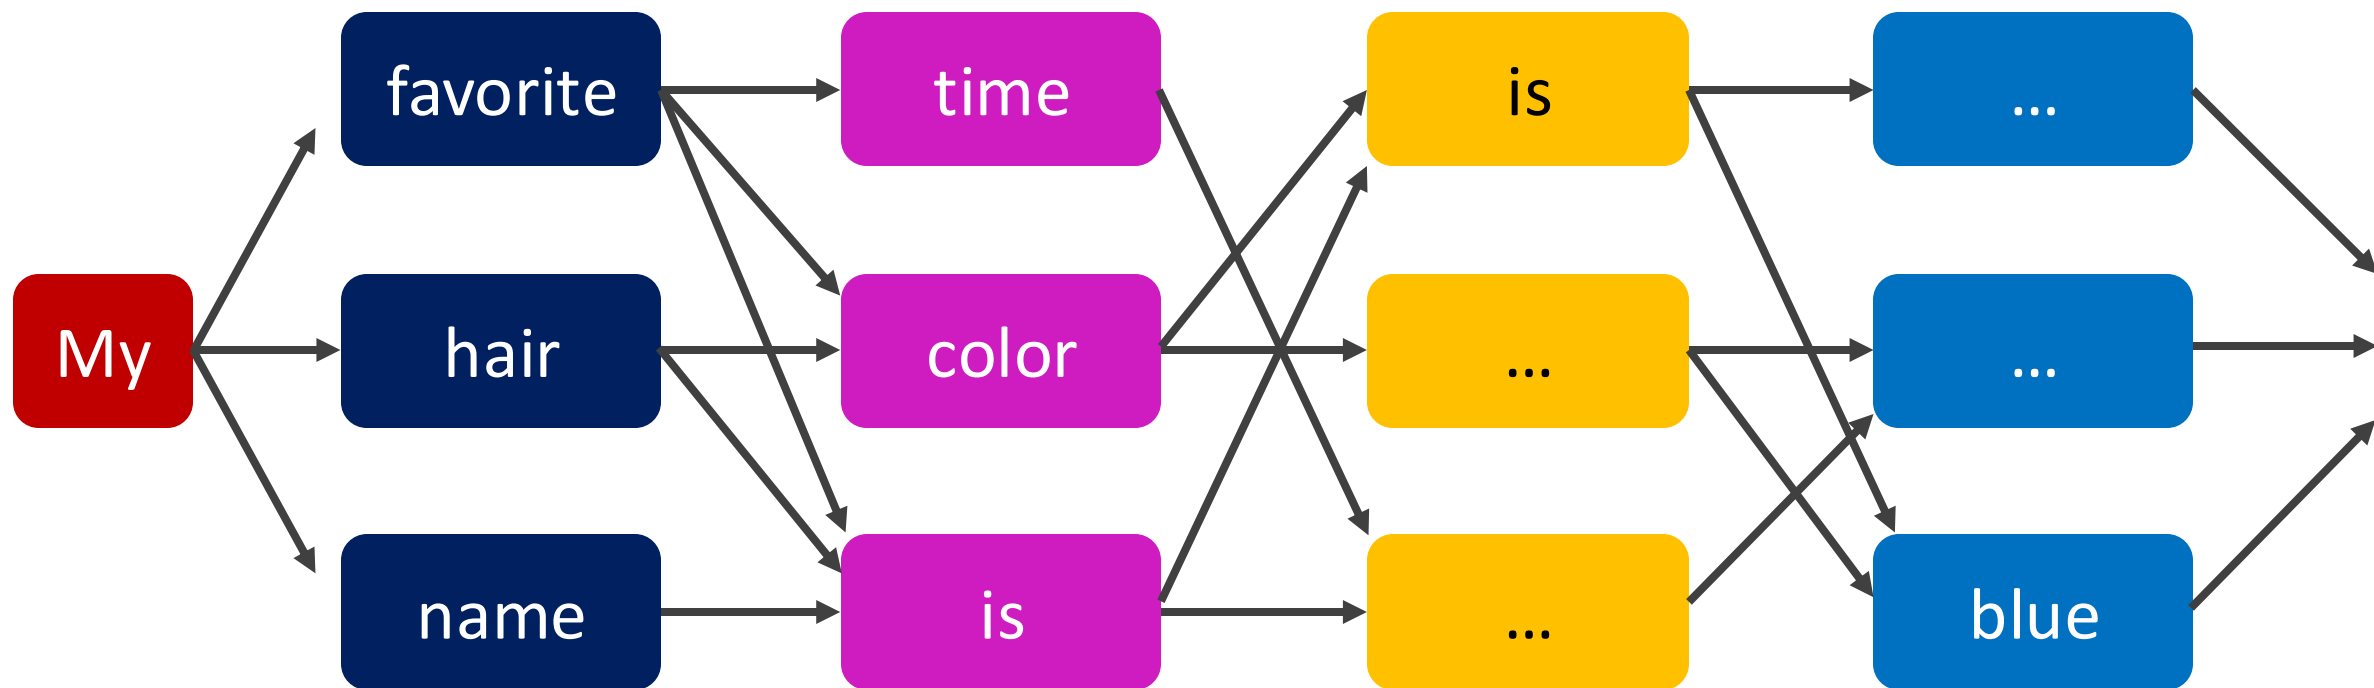 My
favorite
hair
name
time
color
is
is
...
...
...
...
blue